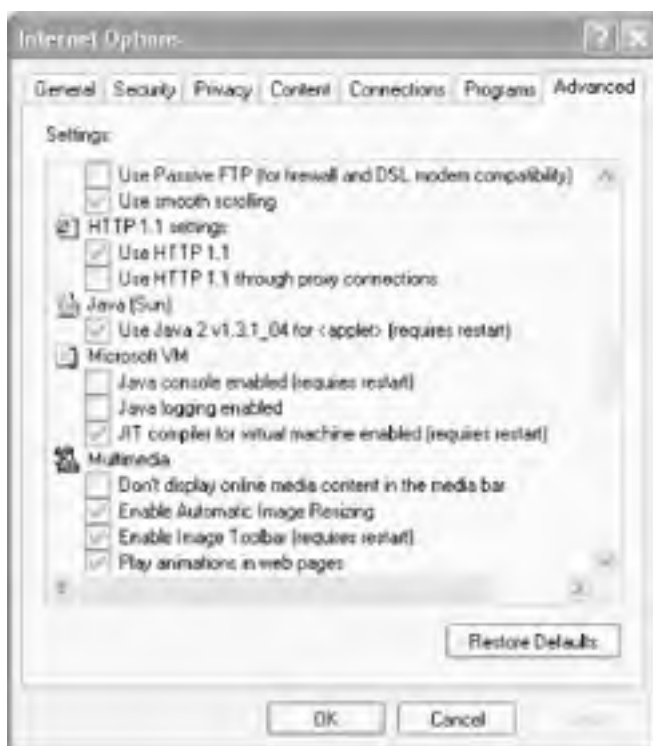 Internet Options
General Security Privacy Content Connections Programs Advanced
Settings:
Use Passive FTP (for firewall and DSL modem compatibility)
Use smooth scrolling
HTTP 1.1 settings
Use HTTP 1.1
Use HTTP 1.1 through proxy connections
Java (Sun)
Use Java 2 v1.3.1_04 for <applet> (requires restart)
Microsoft VM
Java console enabled (requires restart)
Java logging enabled
JIT compiler for virtual machine enabled (requires restart)
Multimedia
Don't display online media content in the media bar
Enable Automatic Image Resizing
Enable Image Toolbar (requires restart)
Play animations in web pages
Restore Defaults
OK Cancel